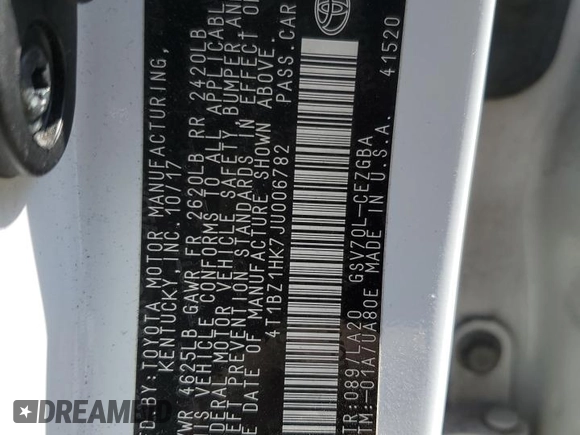 D.BY: TOYOTA MOTOR MANUFACTURING,
KENTUCKY, INC. 10/17
WR 4625LB GAWR FR 2620LB RR 2420LB
IS VEHICLE CONFORMS TO ALL APPLICABL
DERAL MOTOR VEHICLE SAFETY, BUMPER AN
EFT PREVENTION STANDARDS IN EFFECT O
E DATE OF MANUFACTURE SHOWN ABOVE.
4T1BZ1HK7JU006782 PASS.CAR
TR: 089/LA20 GSV70L-CEZGBA
TM:-01A/UA80E MADE IN U.S.A. 41520
DealerCenter